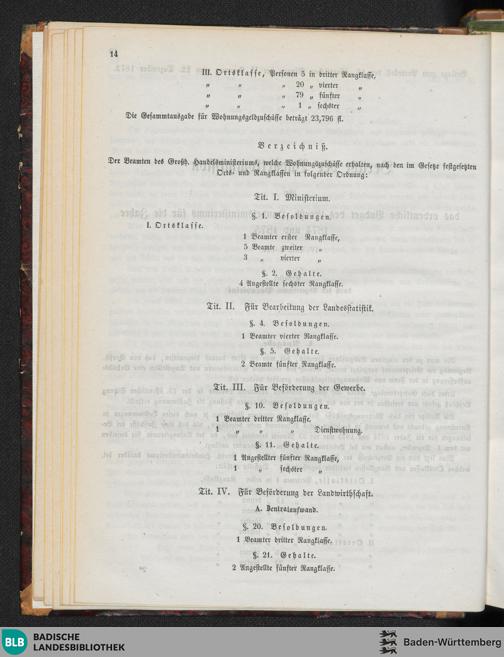 14
III. Ortsklasse, Personen 5 in dritter Rangklasse,
„ „ „ 20 „ vierter „
„ „ „ 79 „ fünfter „
„ „ „ 1 „ sechster „
Die Gesammtausgabe für Wohnungsgeldzuschüsse beträgt 23,796 fl.
Verzeichniß.
Der Beamten des Großh. Handelsministeriums, welche Wohnungszuschüsse erhalten, nach den im Gesetze festgesetzten
Orts- und Rangklassen in folgender Ordnung:
Tit. I. Ministerium.
§. 1. Besoldungen.
I. Ortsklasse.
1 Beamter erster Rangklasse,
5 Beamte zweiter „
3 „ vierter „
§. 2. Gehalte.
4 Angestellte sechster Rangklasse.
Tit. II. Für Bearbeitung der Landesstatistik.
§. 4. Besoldungen.
1 Beamter vierter Rangklasse.
§. 5. Gehalte.
2 Beamte fünfter Rangklasse.
Tit. III. Für Beförderung der Gewerbe.
§. 10. Besoldungen.
1 Beamter dritter Rangklasse.
1 „ „ „ Dienstwohnung.
§. 11. Gehalte.
1 Angestellter fünfter Rangklasse,
1 „ sechster „
Tit. IV. Für Beförderung der Landwirthschaft.
A. Zentralaufwand.
§. 20. Besoldungen.
1 Beamter dritter Rangklasse.
§. 21. Gehalte.
2 Angestellte fünfter Rangklasse.
BLB BADISCHE
LANDESBIBLIOTHEK
Baden-Württemberg